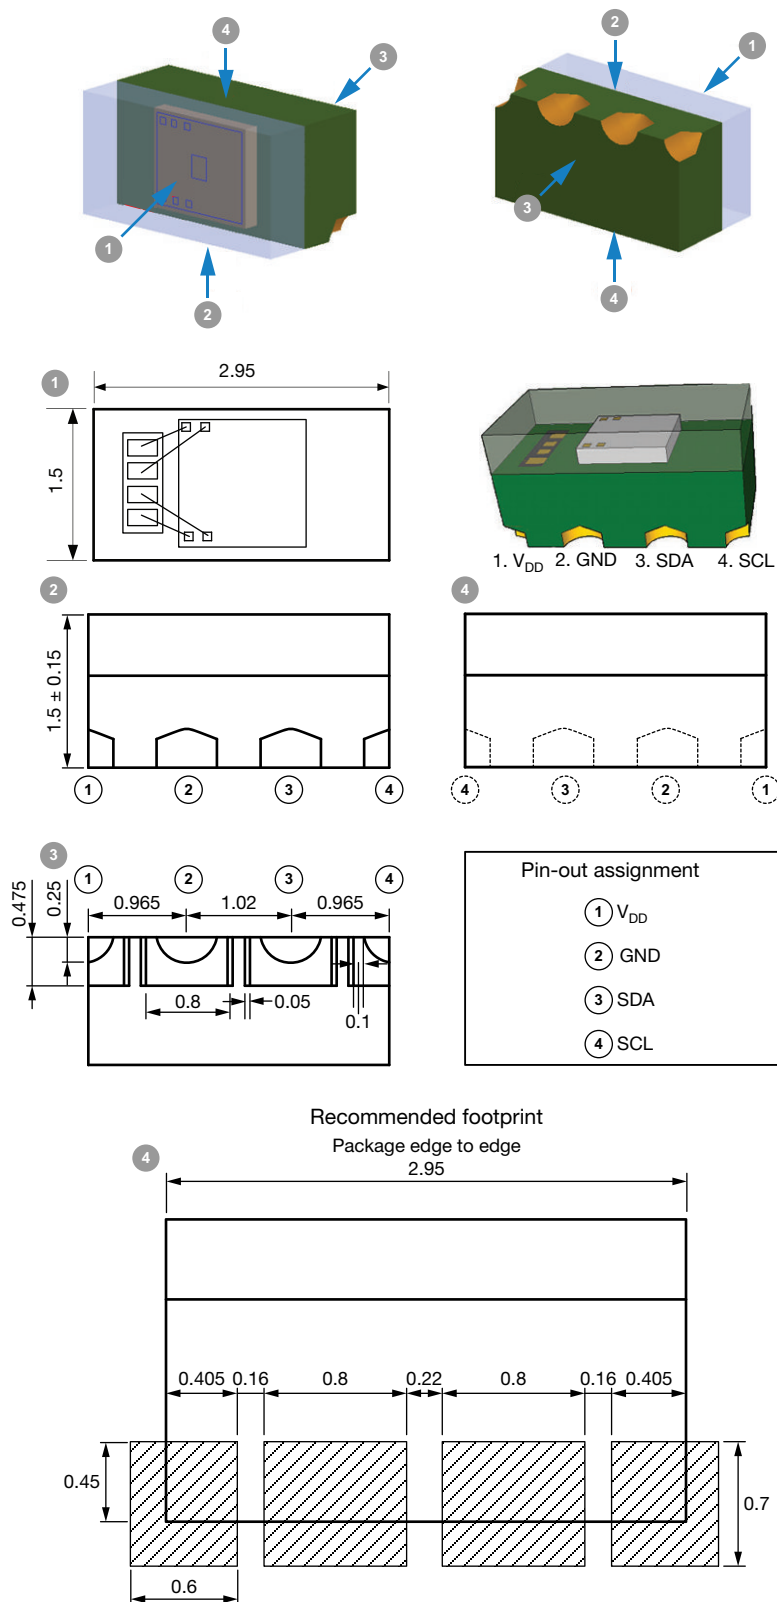 4
3
1
2
2
1
3
4
1
2.95
1.5
1. VDD 2. GND 3. SDA 4. SCL
2
1.5 ± 0.15
1 2 3 4
4
4 3 2 1
3
1 2 3 4
0.475
0.25
0.965 1.02 0.965
0.8 0.05
0.1
Pin-out assignment
1 VDD
2 GND
3 SDA
4 SCL
Recommended footprint
Package edge to edge
4
2.95
0.405 0.16 0.8 0.22 0.8 0.16 0.405
0.45
0.7
0.6